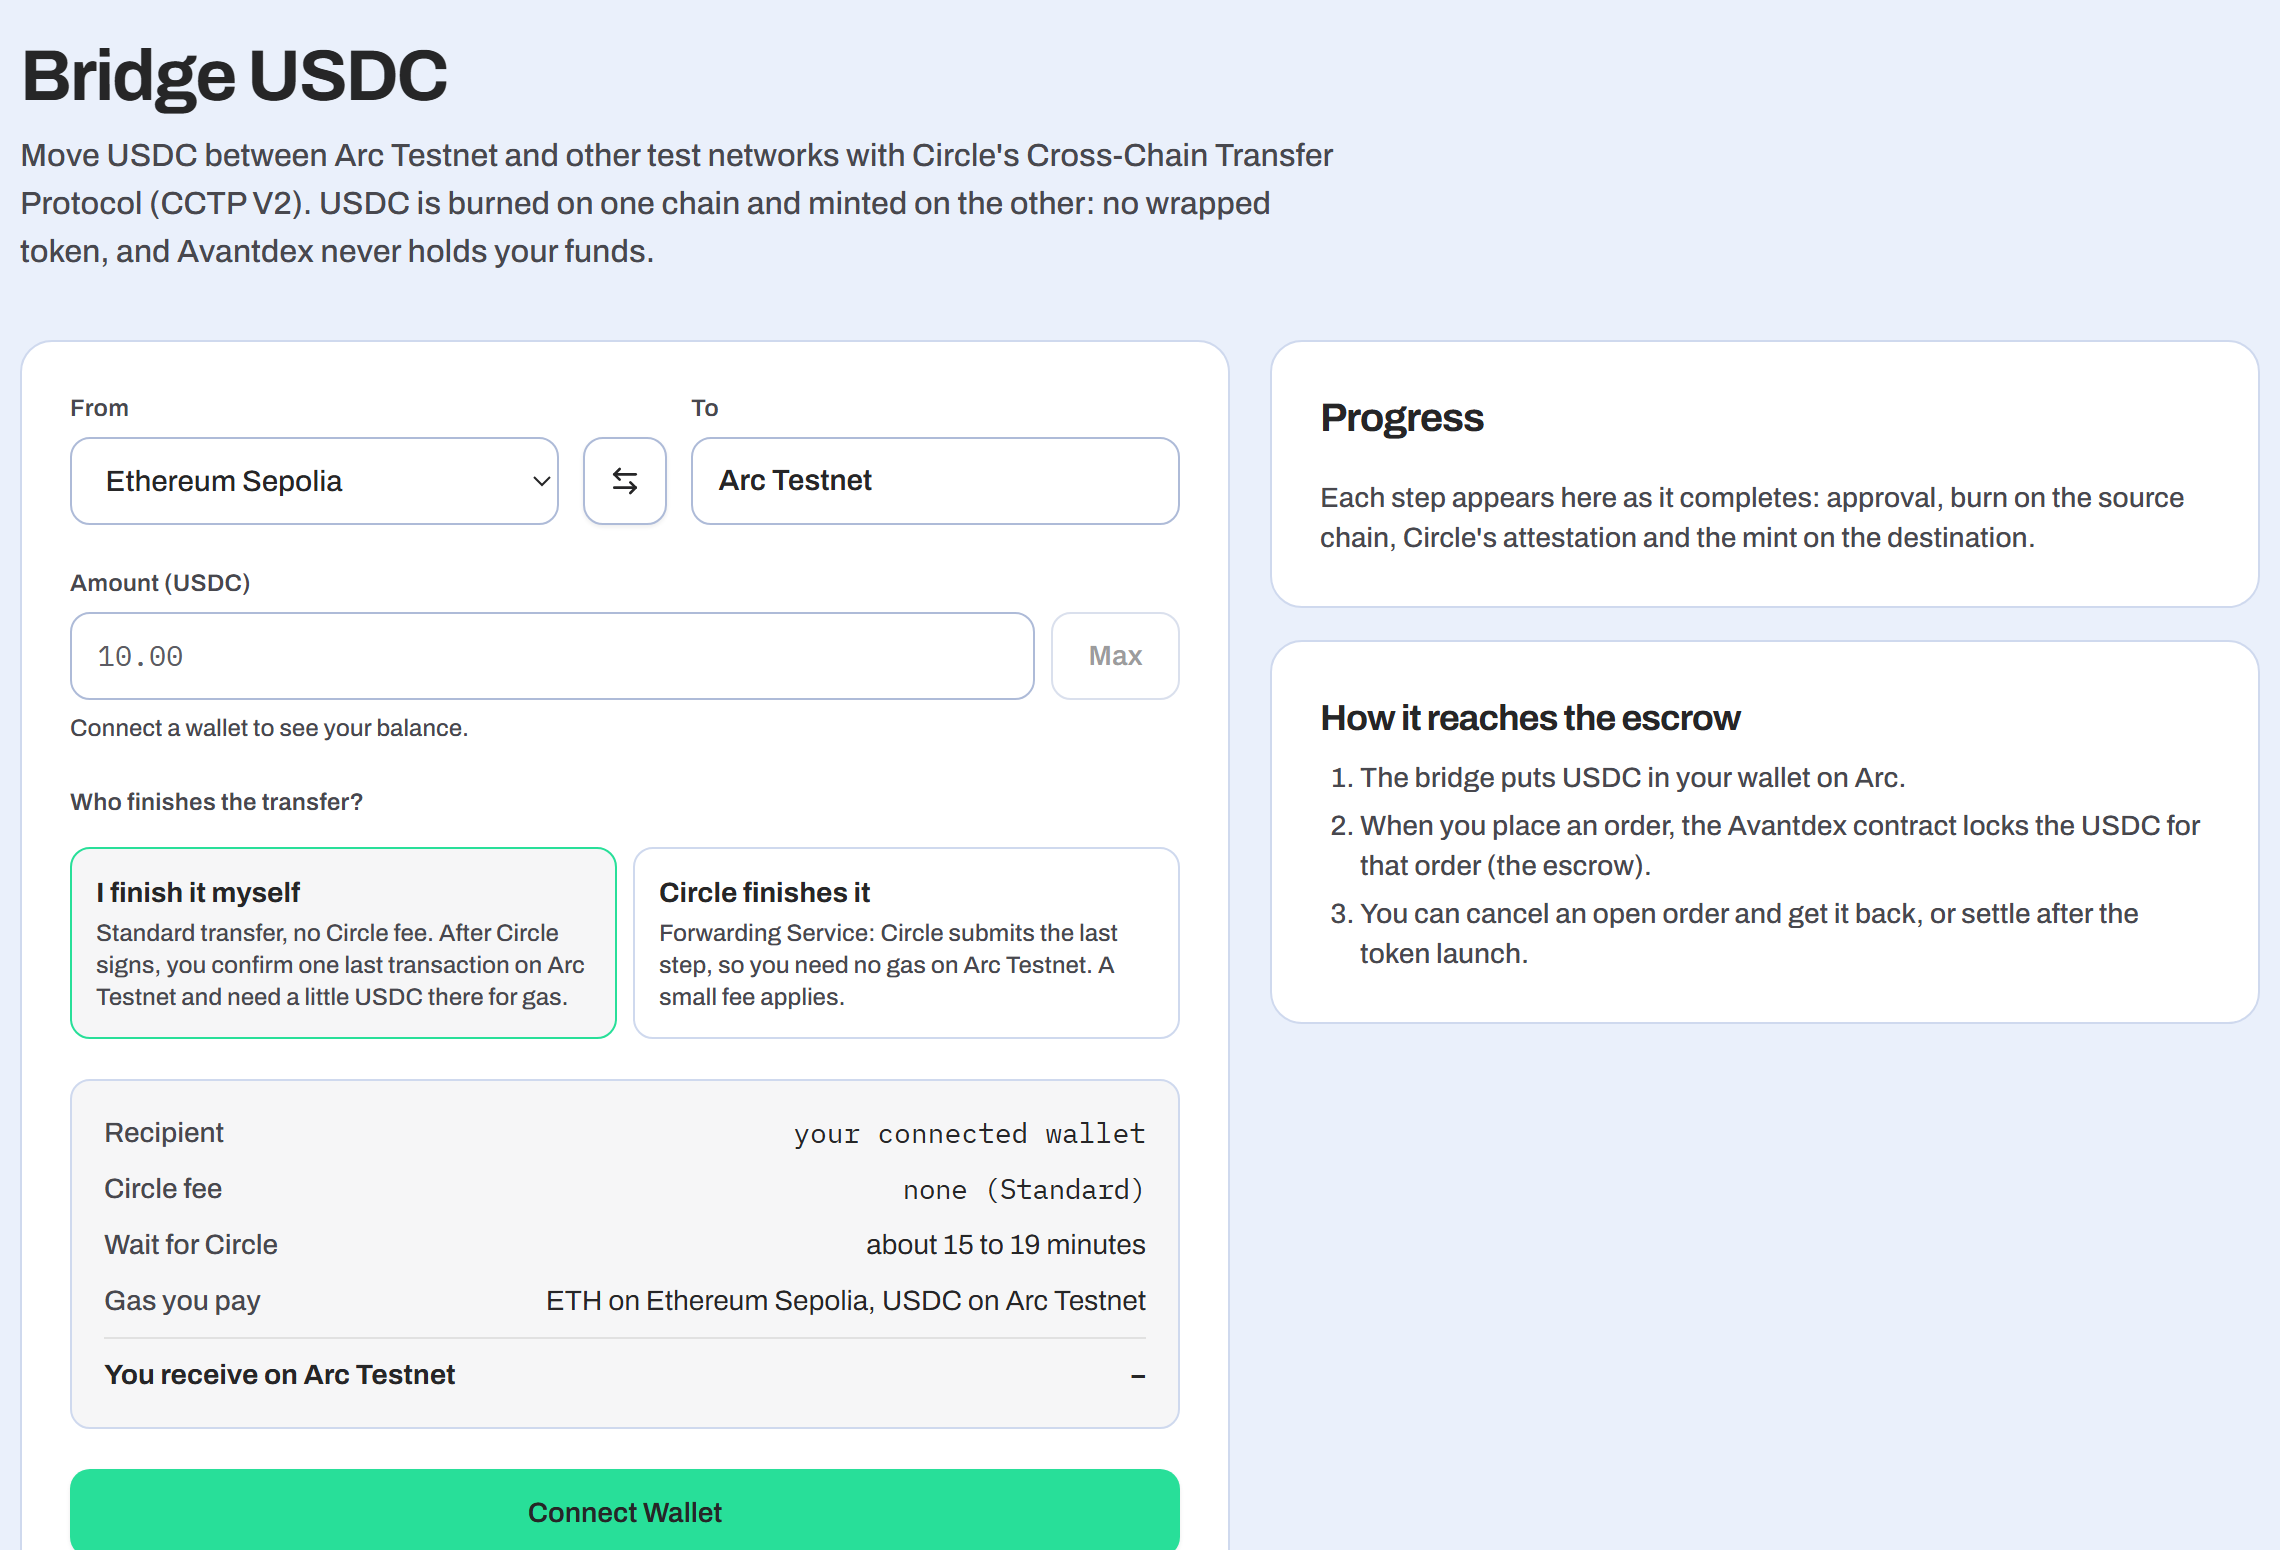 Bridge USDC
Move USDC between Arc Testnet and other test networks with Circle's Cross-Chain Transfer
Protocol (CCTP V2). USDC is burned on one chain and minted on the other: no wrapped
token, and Avantdex never holds your funds.
From
To
Ethereum Sepolia
Arc Testnet
Amount (USDC)
10.00
Max
Connect a wallet to see your balance.
Who finishes the transfer?
I finish it myself
Standard transfer, no Circle fee. After Circle
signs, you confirm one last transaction on Arc
Testnet and need a little USDC there for gas.
Circle finishes it
Forwarding Service: Circle submits the last
step, so you need no gas on Arc Testnet. A
small fee applies.
Recipient
your connected wallet
Circle fee
none (Standard)
Wait for Circle
about 15 to 19 minutes
Gas you pay
ETH on Ethereum Sepolia, USDC on Arc Testnet
You receive on Arc Testnet
–
Connect Wallet
Progress
Each step appears here as it completes: approval, burn on the source
chain, Circle's attestation and the mint on the destination.
How it reaches the escrow
1. The bridge puts USDC in your wallet on Arc.
2. When you place an order, the Avantdex contract locks the USDC for
that order (the escrow).
3. You can cancel an open order and get it back, or settle after the
token launch.